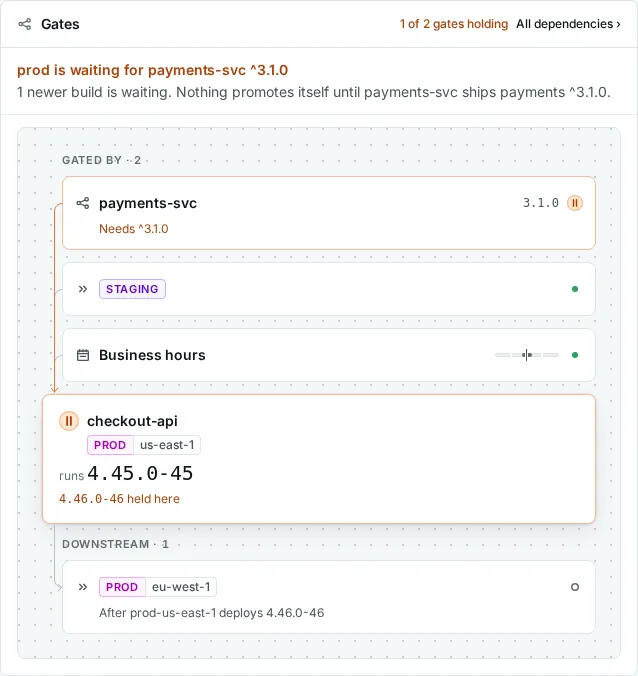 Gates
1 of 2 gates holding All dependencies ›
prod is waiting for payments-svc ^3.1.0
1 newer build is waiting. Nothing promotes itself until payments-svc ships payments ^3.1.0.
GATED BY · 2
payments-svc 3.1.0
Needs ^3.1.0
STAGING
Business hours
checkout-api
PROD us-east-1
runs 4.45.0-45
4.46.0-46 held here
DOWNSTREAM · 1
PROD eu-west-1
After prod-us-east-1 deploys 4.46.0-46